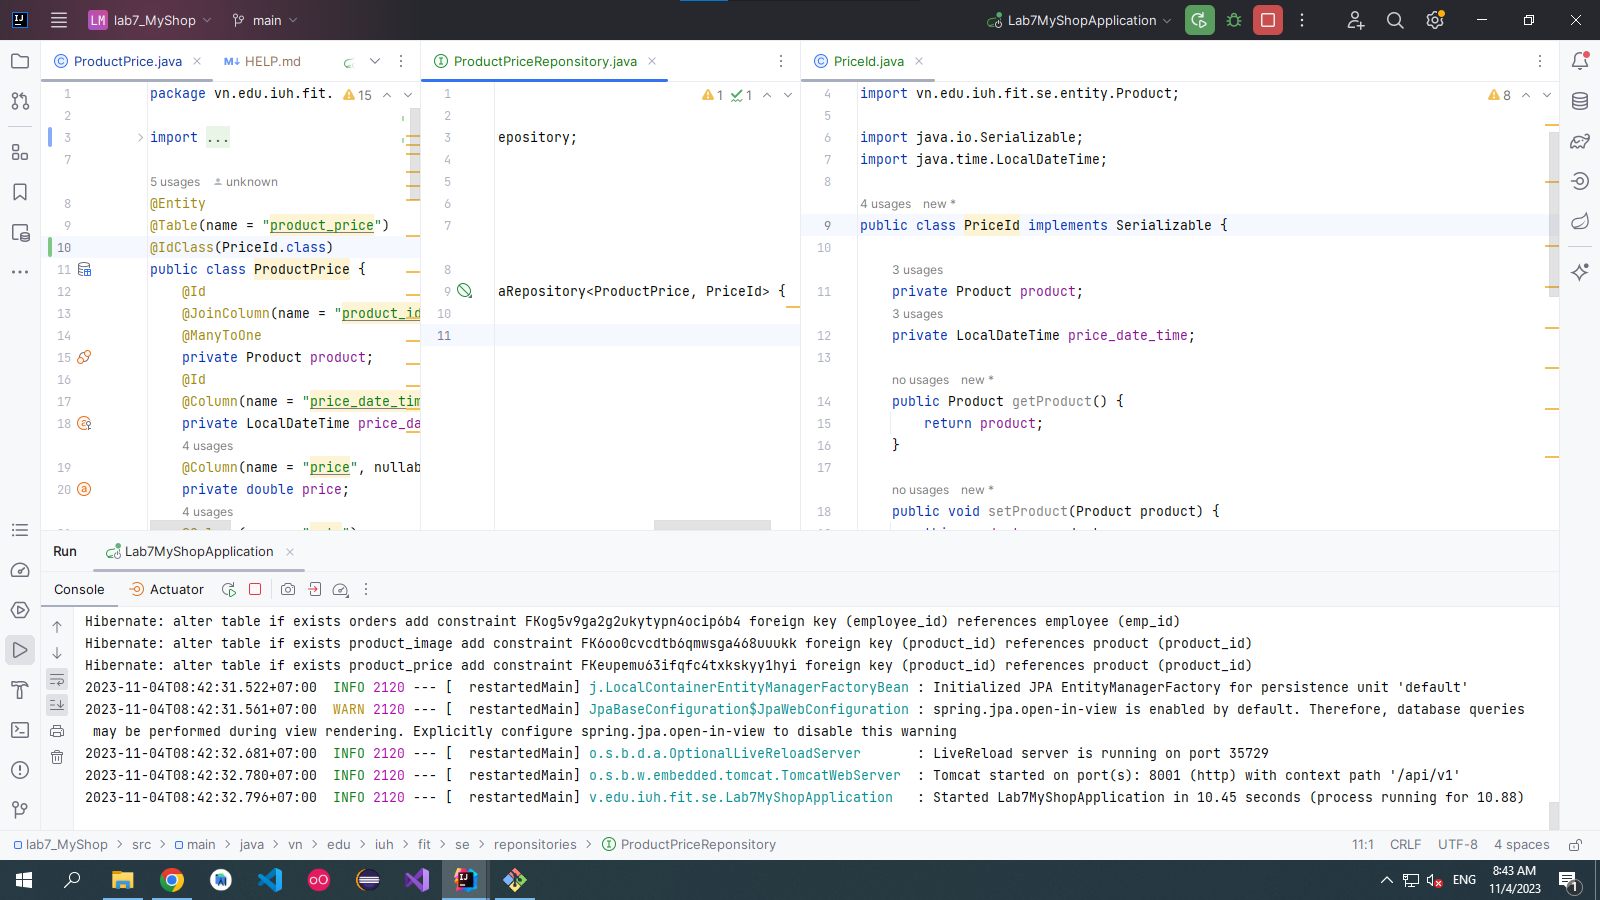 LM lab7_MyShop main Lab7MyShopApplication
ProductPrice.java HELP.md ProductPriceReponsitory.java PriceId.java
1 package vn.edu.iuh.fit. 15
2
3 import ...
7
5 usages unknown
8 @Entity
9 @Table(name = "product_price")
10 @IdClass(PriceId.class)
11 public class ProductPrice {
12 @Id
13 @JoinColumn(name = "product_id
14 @ManyToOne
15 private Product product;
16 @Id
17 @Column(name = "price_date_tim
18 private LocalDateTime price_da
4 usages
19 @Column(name = "price", nullab
20 private double price;
4 usages
1 1 1
2
3 epository;
4
5
6
7
8
9 aRepository<ProductPrice, PriceId> {
10
11
4 import vn.edu.iuh.fit.se.entity.Product; 8
5
6 import java.io.Serializable;
7 import java.time.LocalDateTime;
8
4 usages new *
9 public class PriceId implements Serializable {
10
3 usages
11 private Product product;
3 usages
12 private LocalDateTime price_date_time;
13
no usages new *
14 public Product getProduct() {
15 return product;
16 }
17
no usages new *
18 public void setProduct(Product product) {
Run Lab7MyShopApplication
Console Actuator
Hibernate: alter table if exists orders add constraint FKog5v9ga2g2ukytypn4ocip6b4 foreign key (employee_id) references employee (emp_id)
Hibernate: alter table if exists product_image add constraint FK6oo0cvcdtb6qmwsga468uuukk foreign key (product_id) references product (product_id)
Hibernate: alter table if exists product_price add constraint FKeupemu63ifqfc4txkskyy1hyi foreign key (product_id) references product (product_id)
2023-11-04T08:42:31.522+07:00 INFO 2120 --- [ restartedMain] j.LocalContainerEntityManagerFactoryBean : Initialized JPA EntityManagerFactory for persistence unit 'default'
2023-11-04T08:42:31.561+07:00 WARN 2120 --- [ restartedMain] JpaBaseConfiguration$JpaWebConfiguration : spring.jpa.open-in-view is enabled by default. Therefore, database queries
may be performed during view rendering. Explicitly configure spring.jpa.open-in-view to disable this warning
2023-11-04T08:42:32.681+07:00 INFO 2120 --- [ restartedMain] o.s.b.d.a.OptionalLiveReloadServer : LiveReload server is running on port 35729
2023-11-04T08:42:32.780+07:00 INFO 2120 --- [ restartedMain] o.s.b.w.embedded.tomcat.TomcatWebServer : Tomcat started on port(s): 8001 (http) with context path '/api/v1'
2023-11-04T08:42:32.796+07:00 INFO 2120 --- [ restartedMain] v.edu.iuh.fit.se.Lab7MyShopApplication : Started Lab7MyShopApplication in 10.45 seconds (process running for 10.88)
lab7_MyShop > src > main > java > vn > edu > iuh > fit > se > reponsitories > ProductPriceReponsitory 11:1 CRLF UTF-8 4 spaces
ENG 8:43 AM
11/4/2023
1